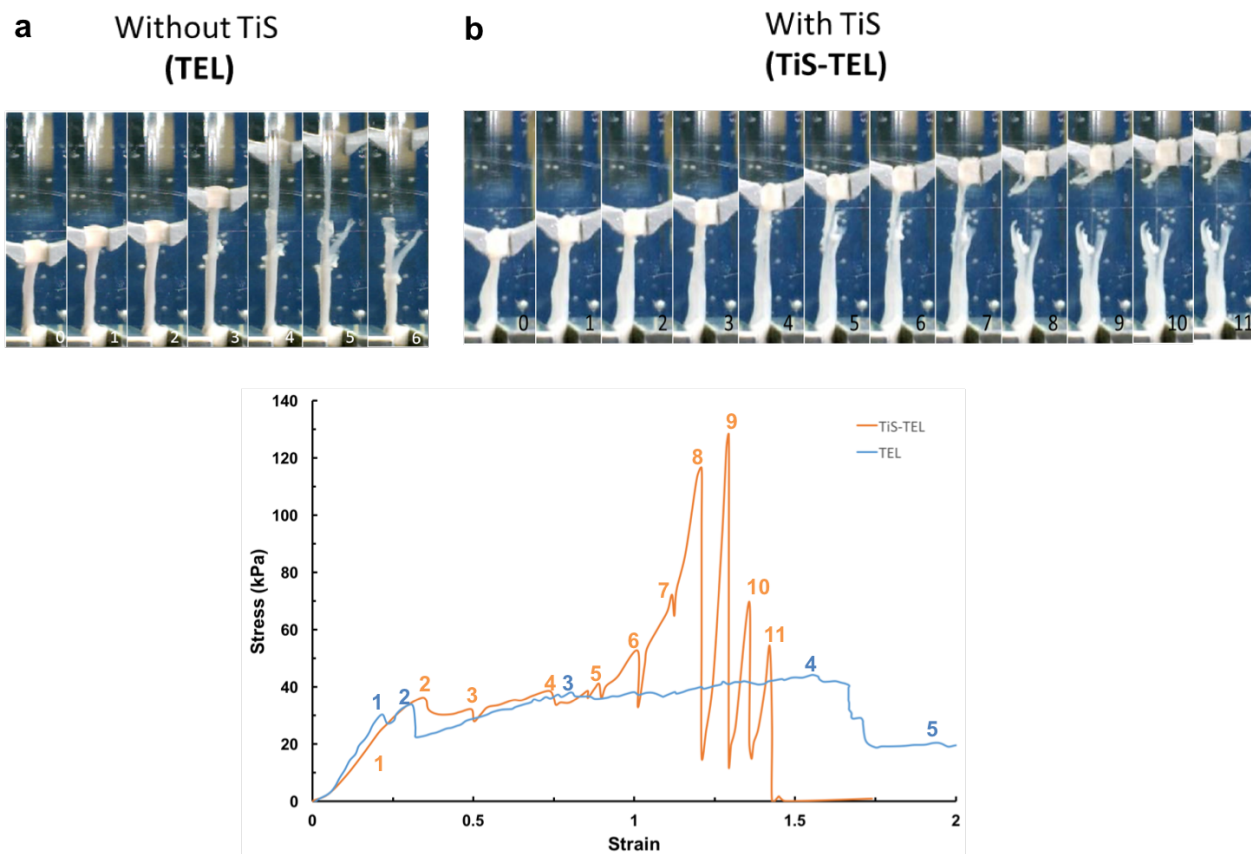 a
Without TiS
(TEL)
b
With TiS
(TiS-TEL)
0 1 2 3 4 5 6
0 1 2 3 4 5 6 7 8 9 10 11
140
120
100
80
60
40
20
0
Stress (kPa)
TiS-TEL
TEL
1
2
3
4
5
1
2
3
4
5
6
7
8
9
10
11
0 0.5 1 1.5 2
Strain